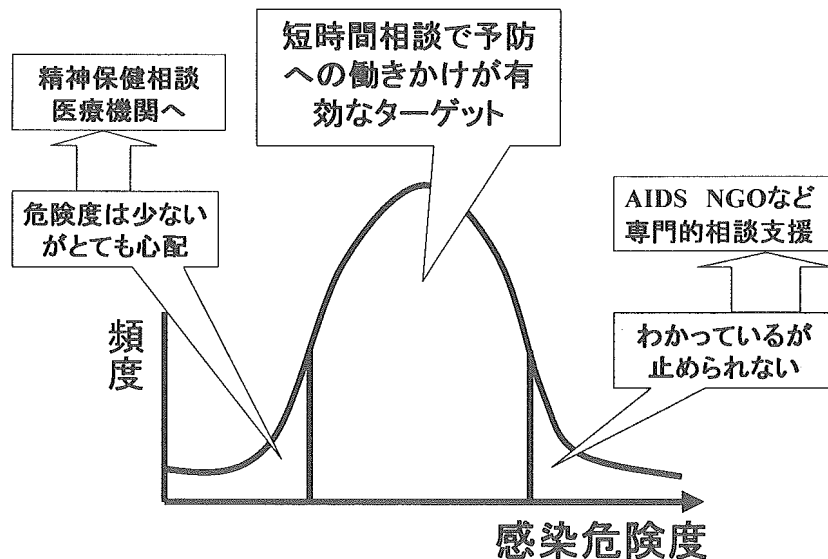 短時間相談で予防
への働きかけが有
効なターゲット
精神保健相談
医療機関へ
危険度は少ない
がとても心配
AIDS NGOなど
専門的相談支援
わかっているが
止められない
頻度
感染危険度